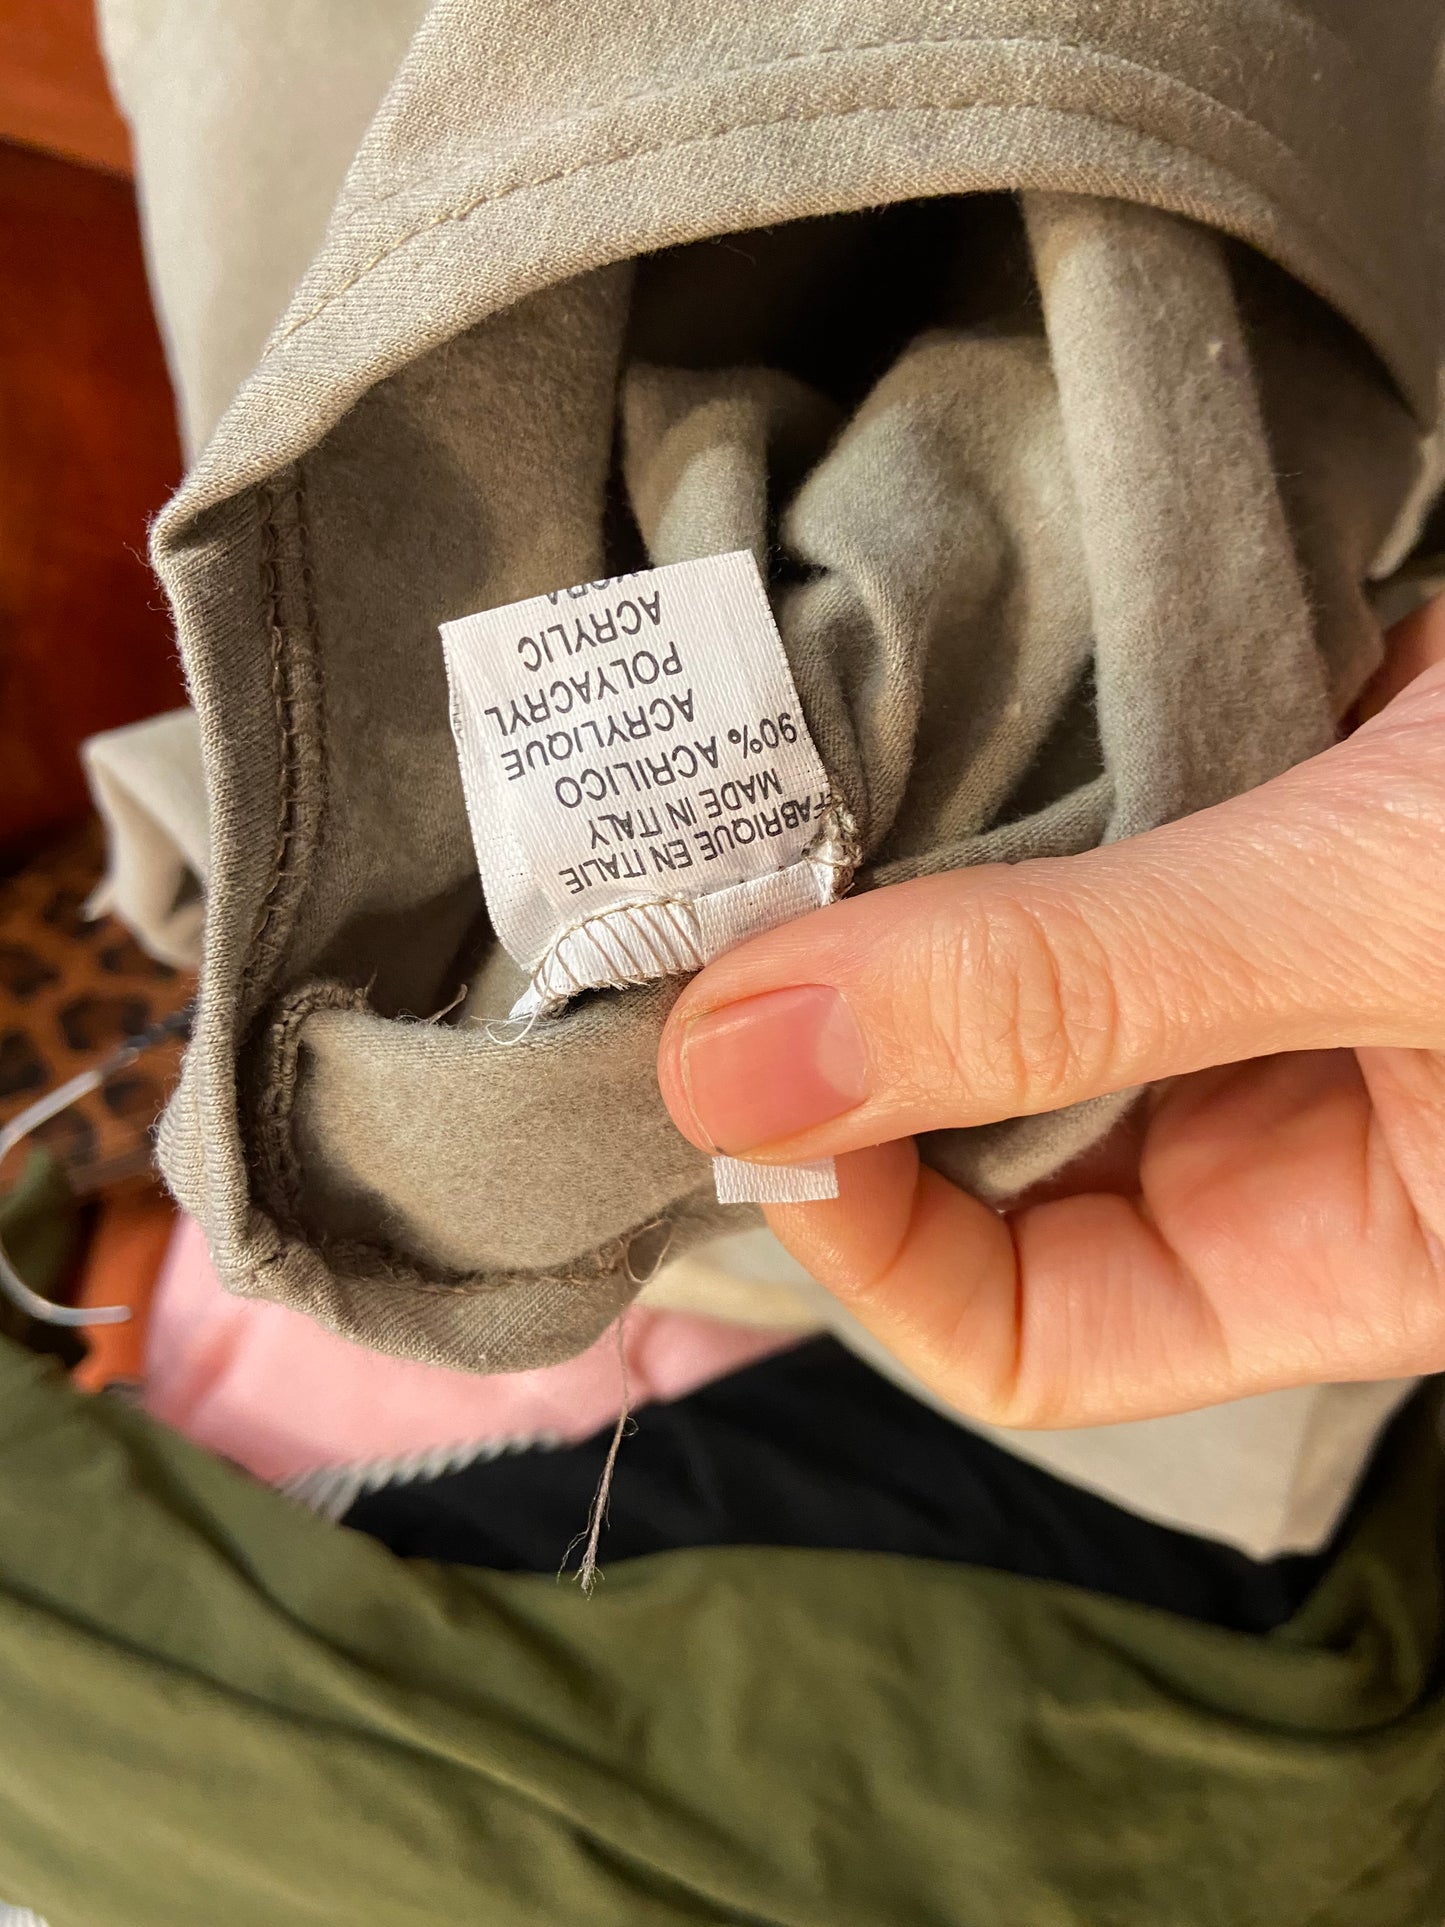 FABRIQUE EN ITALIE
MADE IN ITALY
90% ACRILICO
ACRYLIQUE
POLYACRYL
ACRYLIC